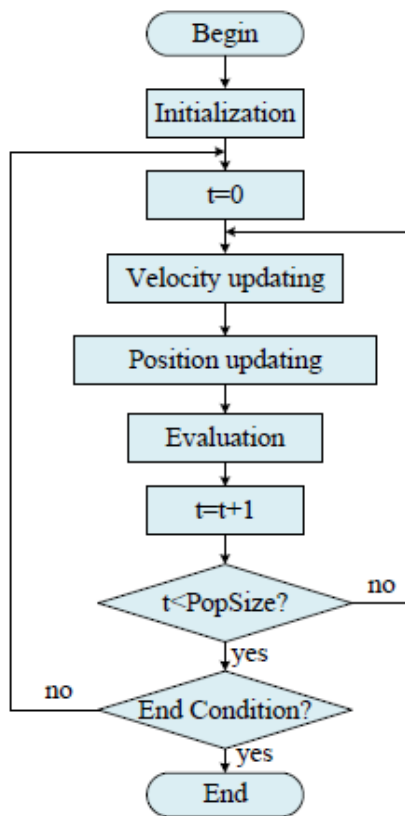 Begin
Initialization
t=0
Velocity updating
Position updating
Evaluation
t=t+1
t<PopSize?
no
yes
no
End Condition?
yes
End